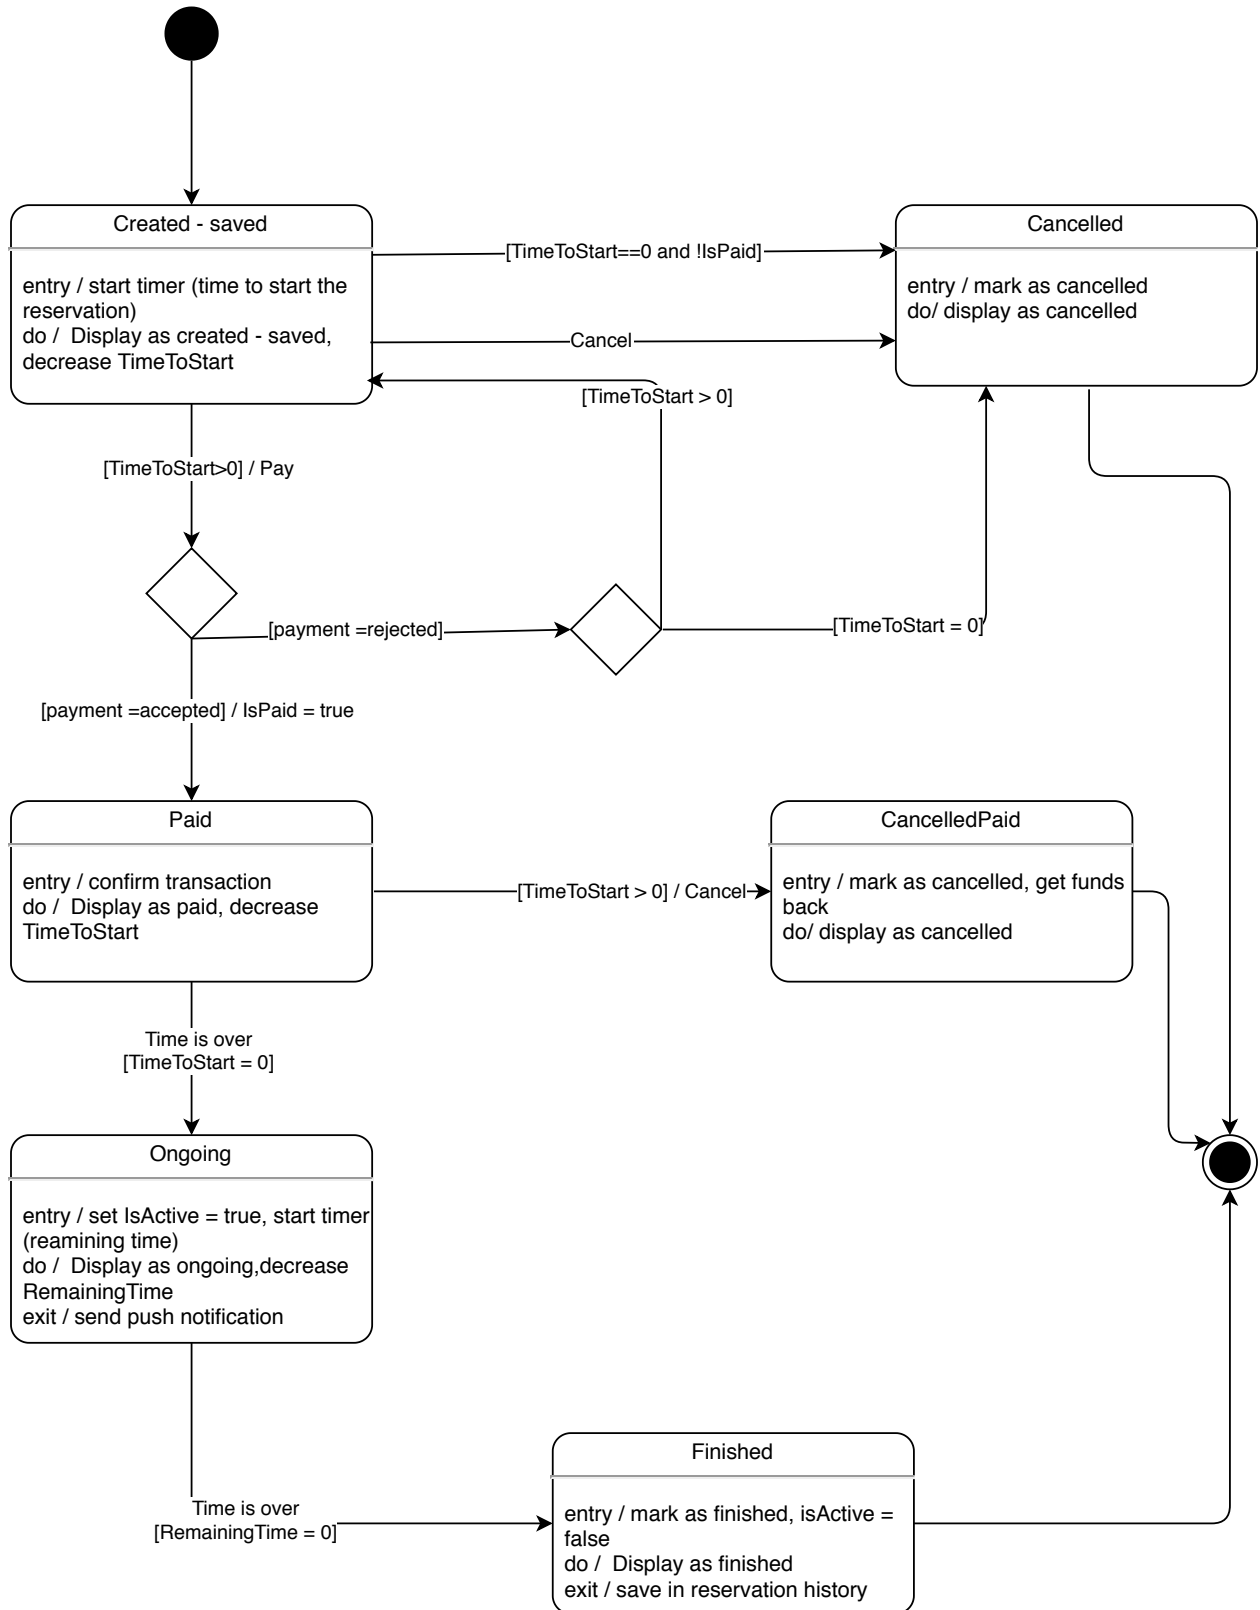 Created - saved
entry / start timer (time to start the
reservation)
do /  Display as created - saved,
decrease TimeToStart
[TimeToStart==0 and !IsPaid]
Cancel
[TimeToStart > 0]
Cancelled
entry / mark as cancelled
do/ display as cancelled
[TimeToStart>0] / Pay
[payment =rejected]
[TimeToStart = 0]
[payment =accepted] / IsPaid = true
Paid
entry / confirm transaction
do /  Display as paid, decrease
TimeToStart
[TimeToStart > 0] / Cancel
CancelledPaid
entry / mark as cancelled, get funds
back
do/ display as cancelled
Time is over
[TimeToStart = 0]
Ongoing
entry / set IsActive = true, start timer
(reamining time)
do /  Display as ongoing,decrease
RemainingTime
exit / send push notification
Time is over
[RemainingTime = 0]
Finished
entry / mark as finished, isActive =
false
do /  Display as finished
exit / save in reservation history